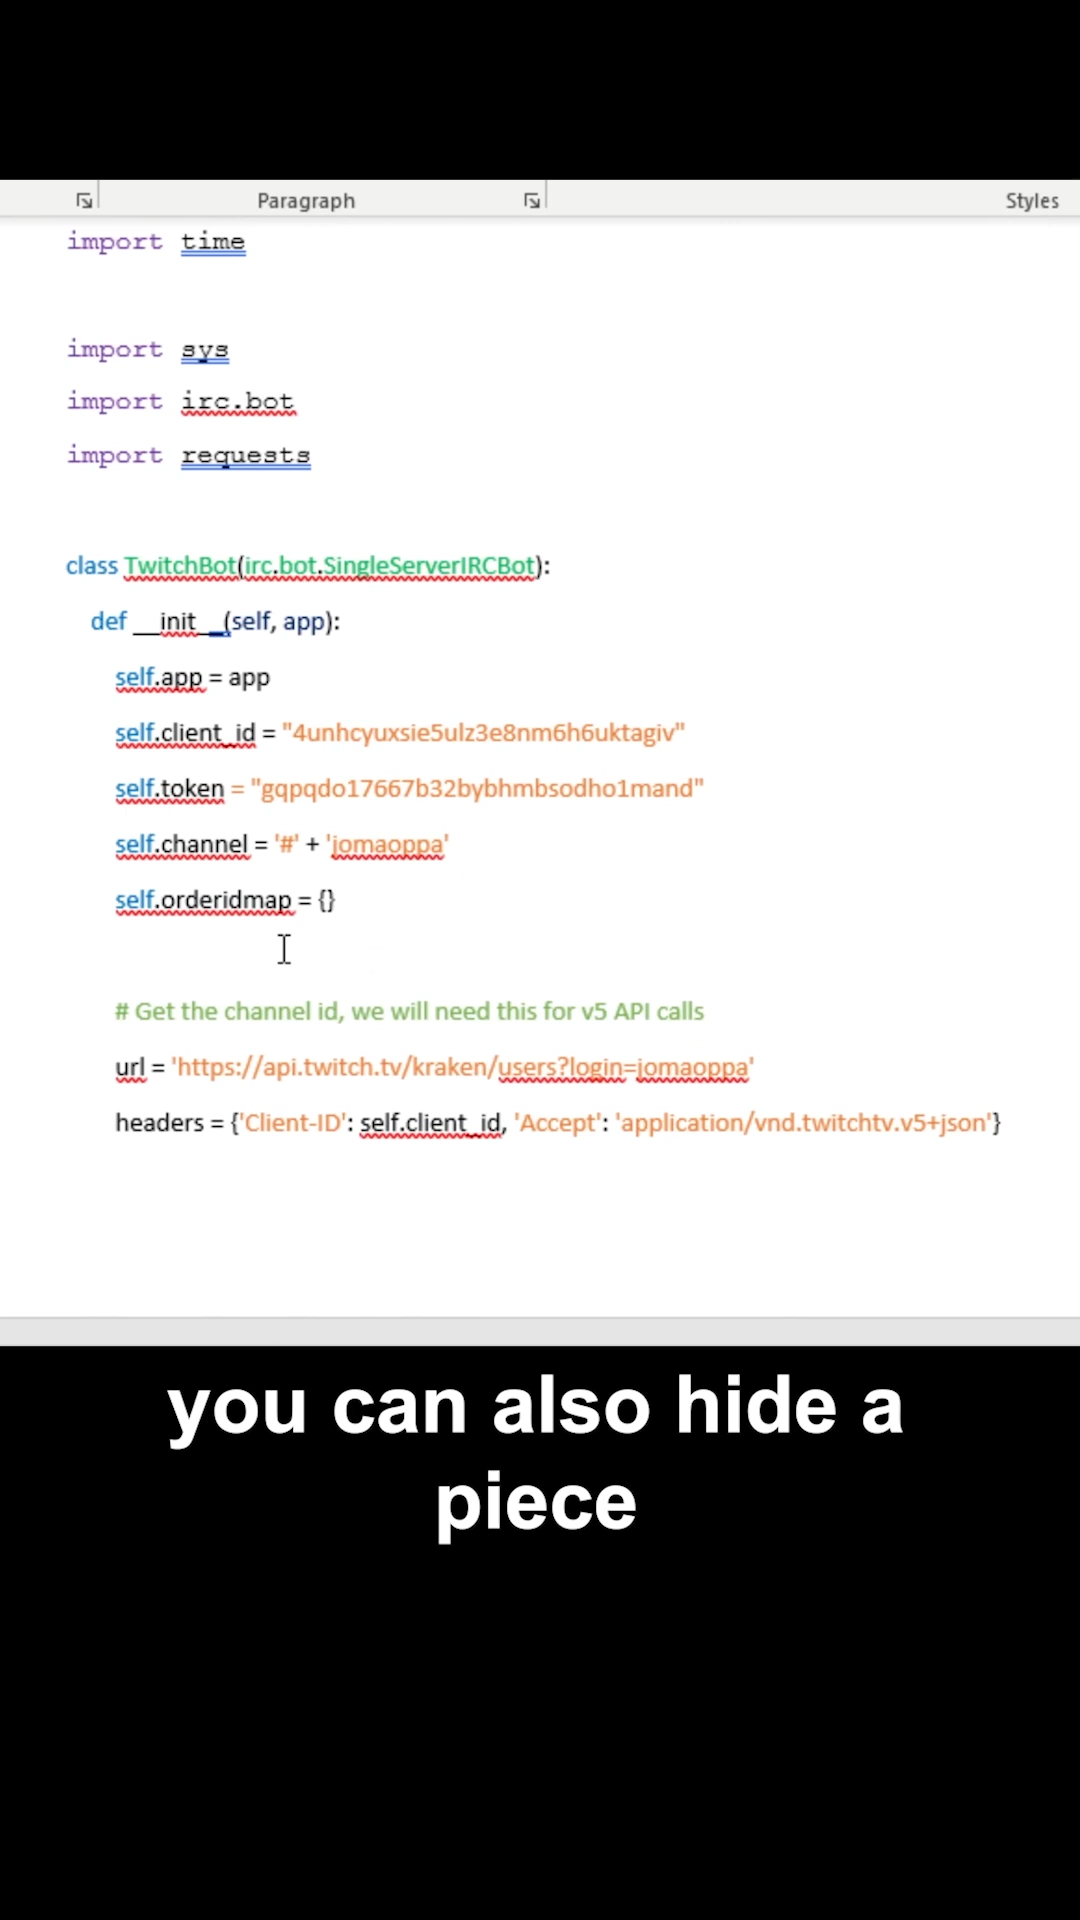 Paragraph
Styles
import time
import sys
import irc.bot
import requests
class TwitchBot(irc.bot.SingleServerIRCBot):
def __init__(self, app):
self.app = app
self.client_id = "4unhcyuxsie5ulz3e8nm6h6uktagiv"
self.token = "gqpqdo17667b32bybhmbsodho1mand"
self.channel = '#' + 'jomaoppa'
self.orderidmap = {}
# Get the channel id, we will need this for v5 API calls
url = 'https://api.twitch.tv/kraken/users?login=jomaoppa'
headers = {'Client-ID': self.client_id, 'Accept': 'application/vnd.twitchtv.v5+json'}
you can also hide a
piece